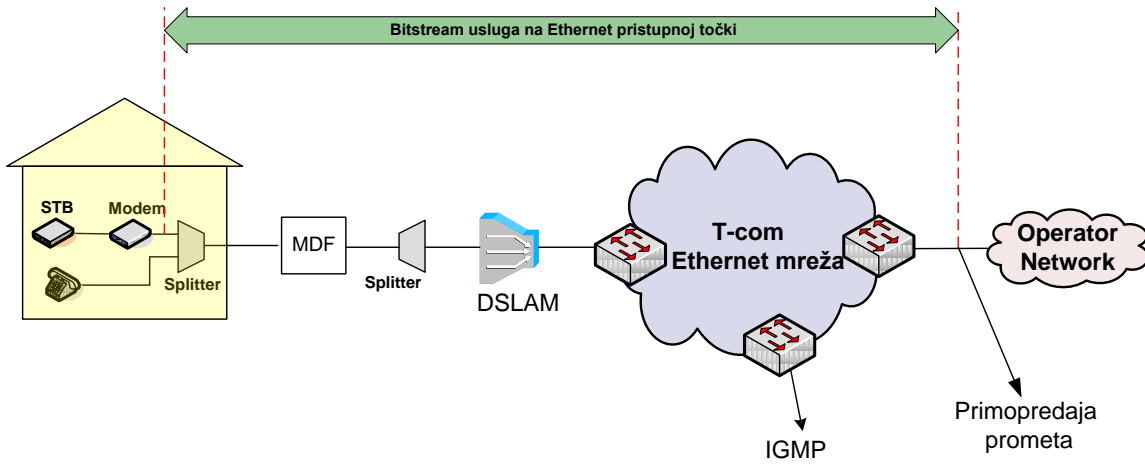 Bitstream usluga na Ethernet pristupnoj točki
STB
Modem
Splitter
MDF
Splitter
DSLAM
T-com
Ethernet mreža
Operator
Network
IGMP
Primopredaja
prometa